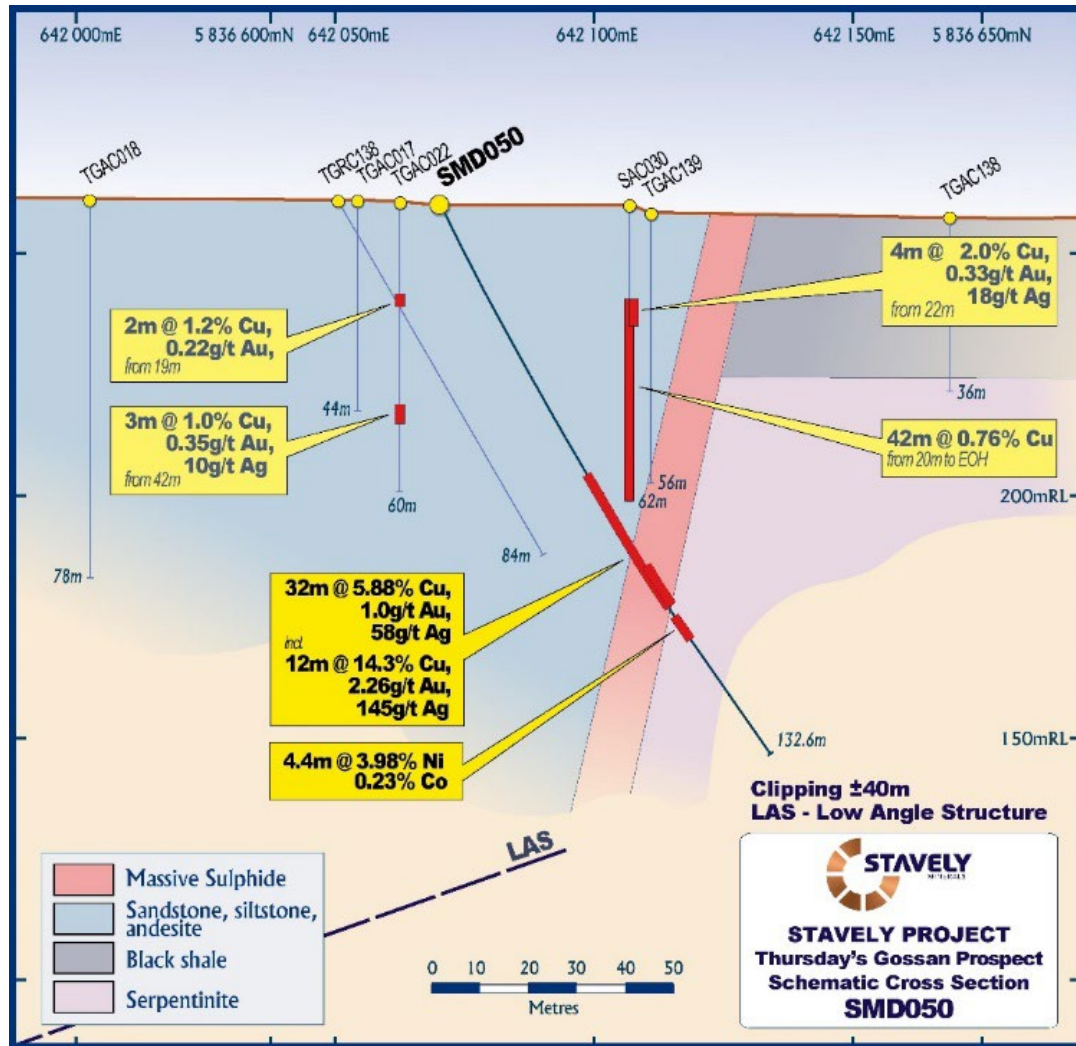 642 000mE
5 836 600mN
642 050mE
642 100mE
642 150mE
5 836 650mN
TGAC018
TGRC138
TGAC017
TGAC022
SMD050
SAC030
TGAC139
TGAC138
4m @ 2.0% Cu,
0.33g/t Au,
18g/t Ag
from 22m
2m @ 1.2% Cu,
0.22g/t Au,
from 19m
36m
44m
3m @ 1.0% Cu,
0.35g/t Au,
10g/t Ag
from 42m
42m @ 0.76% Cu
from 20m to EOH
56m
62m
60m
200mRL
84m
78m
32m @ 5.88% Cu,
1.0g/t Au,
58g/t Ag
incl
12m @ 14.3% Cu,
2.26g/t Au,
145g/t Ag
132.6m
150mRL
4.4m @ 3.98% Ni
0.23% Co
Clipping ±40m
LAS - Low Angle Structure
LAS
Massive Sulphide
Sandstone, siltstone,
andesite
Black shale
Serpentinite
0 10 20 30 40 50
Metres
STAVELY
MINERALS
STAVELY PROJECT
Thursday's Gossan Prospect
Schematic Cross Section
SMD050